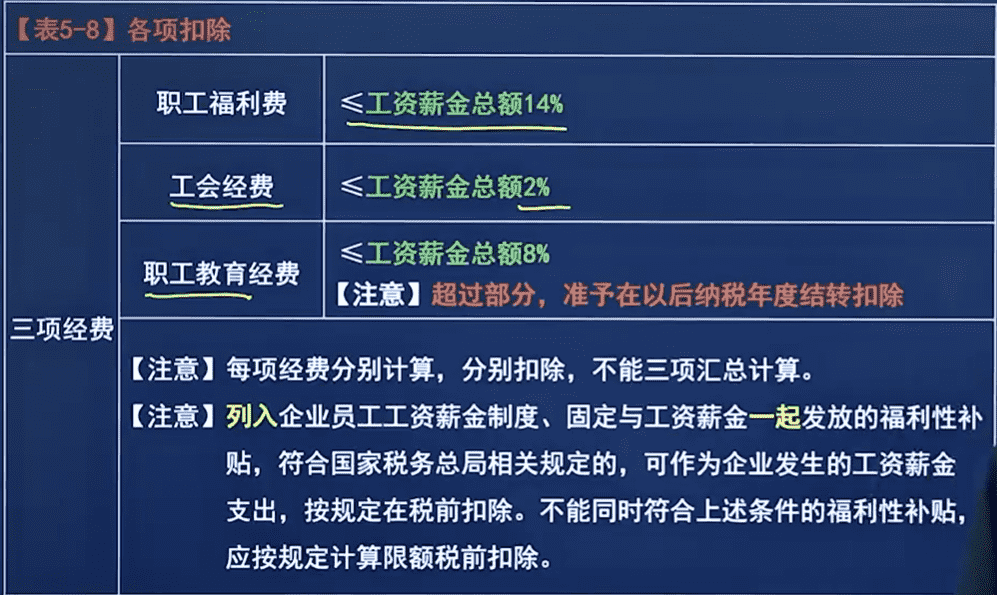 【表5-8】各项扣除
三项经费
职工福利费
≤工资薪金总额14%
工会经费
≤工资薪金总额2%
职工教育经费
≤工资薪金总额8%
【注意】超过部分，准予在以后纳税年度结转扣除
【注意】每项经费分别计算，分别扣除，不能三项汇总计算。
【注意】列入企业员工工资薪金制度、固定与工资薪金一起发放的福利性补
贴，符合国家税务总局相关规定的，可作为企业发生的工资薪金
支出，按规定在税前扣除。不能同时符合上述条件的福利性补贴，
应按规定计算限额税前扣除。